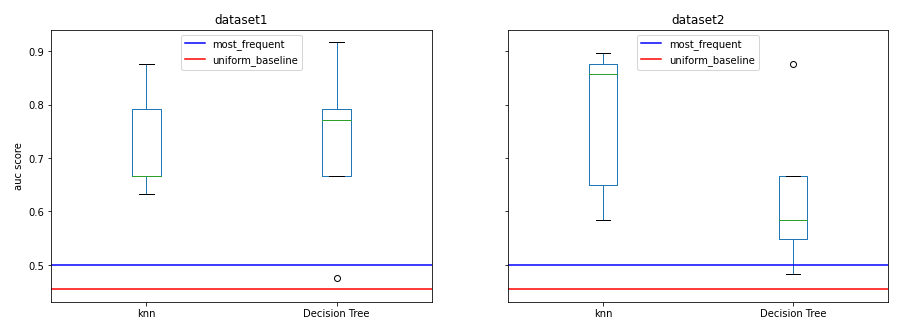 dataset1
dataset2
most_frequent
uniform_baseline
most_frequent
uniform_baseline
auc score
0.9
0.8
0.7
0.6
0.5
knn
Decision Tree
knn
Decision Tree